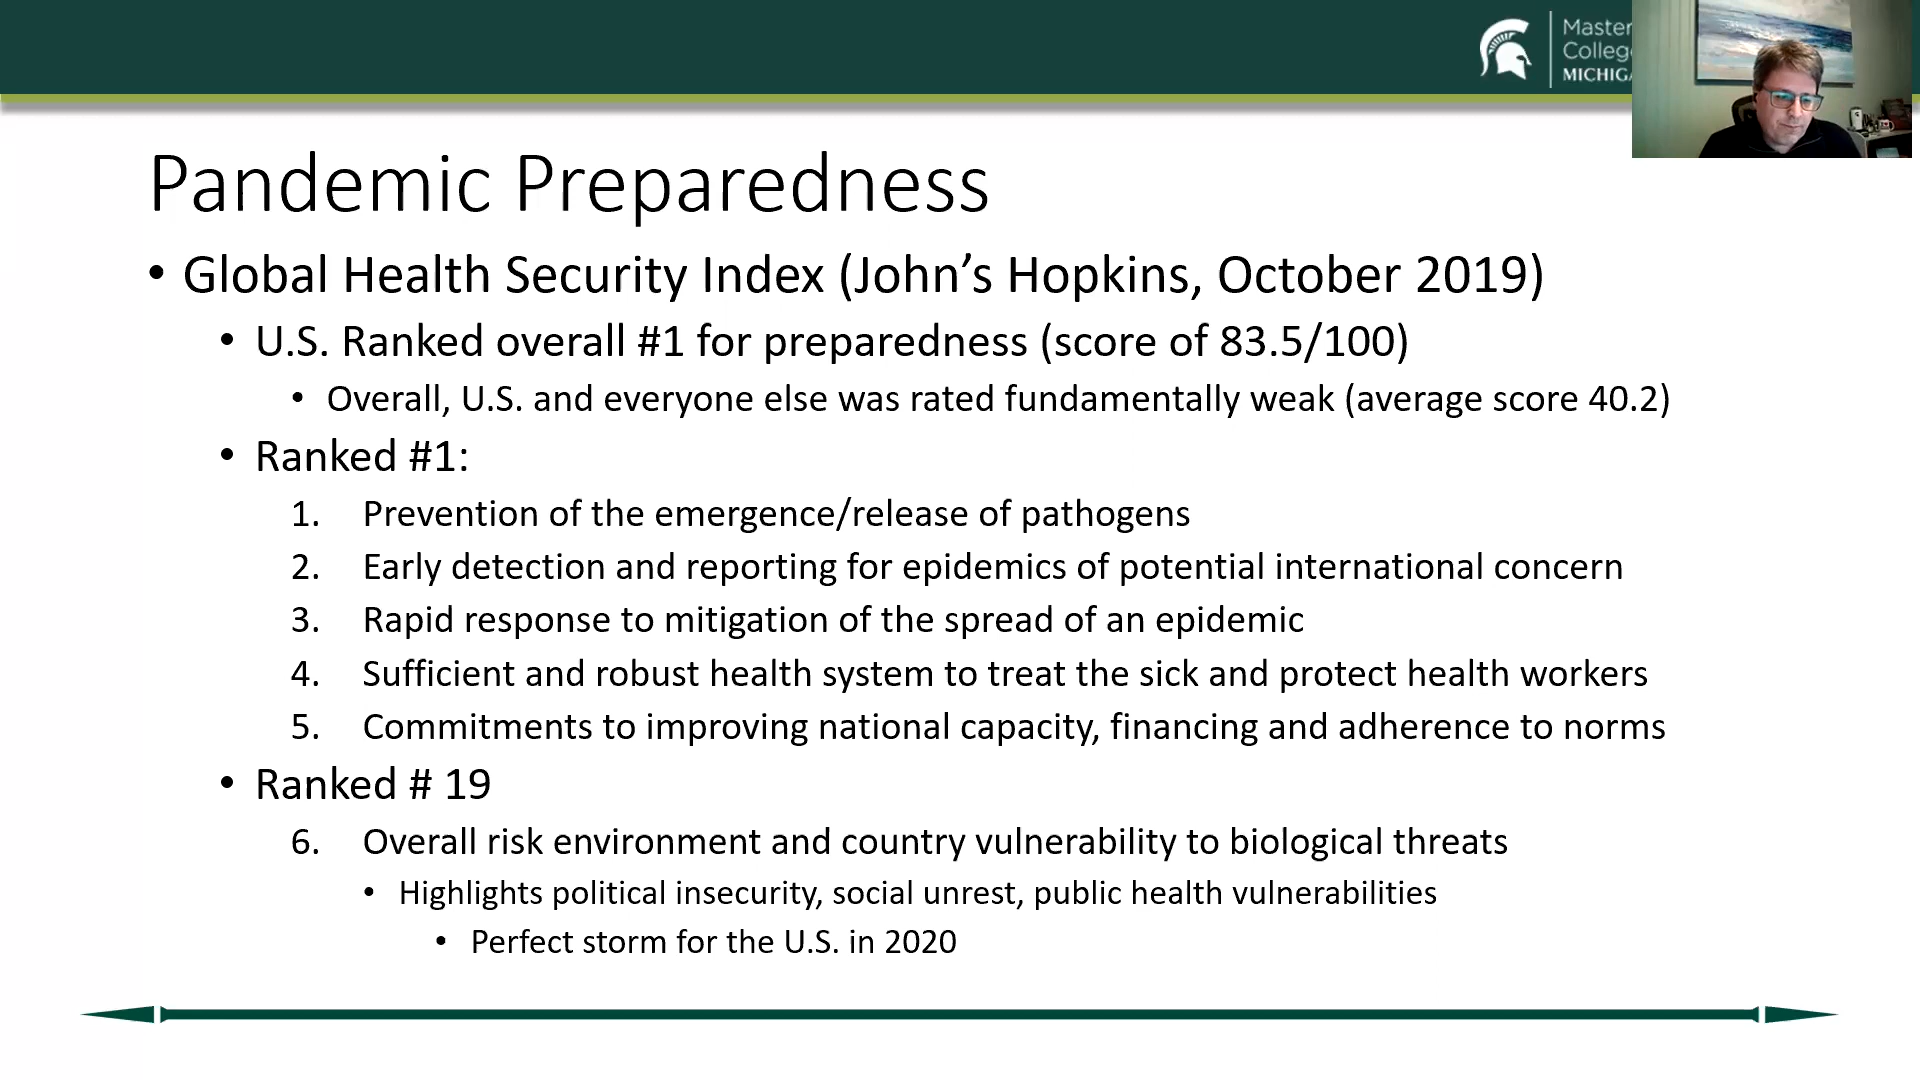 Master
Colleg
MICHIG
Pandemic Preparedness
• Global Health Security Index (John’s Hopkins, October 2019)
• U.S. Ranked overall #1 for preparedness (score of 83.5/100)
• Overall, U.S. and everyone else was rated fundamentally weak (average score 40.2)
• Ranked #1:
1. Prevention of the emergence/release of pathogens
2. Early detection and reporting for epidemics of potential international concern
3. Rapid response to mitigation of the spread of an epidemic
4. Sufficient and robust health system to treat the sick and protect health workers
5. Commitments to improving national capacity, financing and adherence to norms
• Ranked # 19
6. Overall risk environment and country vulnerability to biological threats
• Highlights political insecurity, social unrest, public health vulnerabilities
• Perfect storm for the U.S. in 2020